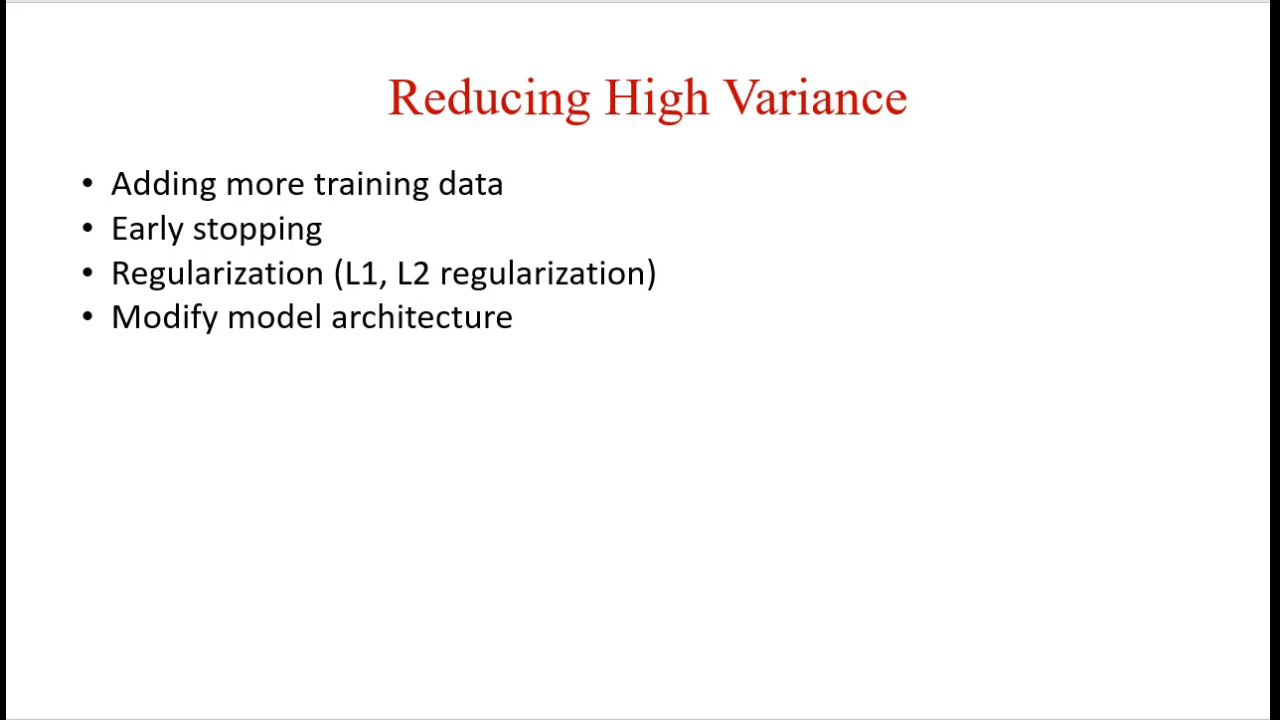 Reducing High Variance
• Adding more training data
• Early stopping
• Regularization (L1, L2 regularization)
• Modify model architecture